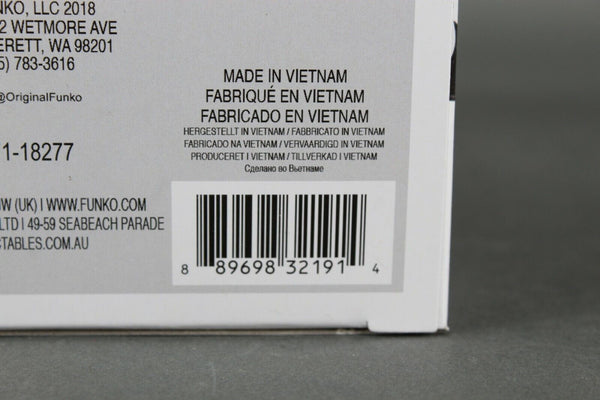 NKO, LLC 2018
2 WETMORE AVE
ERETT, WA 98201
5) 783-3616
@OriginalFunko
1-18277
MADE IN VIETNAM
FABRIQUÉ EN VIETNAM
FABRICADO EN VIETNAM
HERGESTELLT IN VIETNAM / FABBRICATO IN VIETNAM
FABRICADO NA VIETNAM / VERVAARDIGD IN VIETNAM
PRODUCERET I VIETNAM / TILLVERKAD I VIETNAM
Сделано во Вьетнаме
IW (UK) I WWW.FUNKO.COM
LTD I 49-59 SEABEACH PARADE
CTABLES.COM.AU
8 89698 32191 4